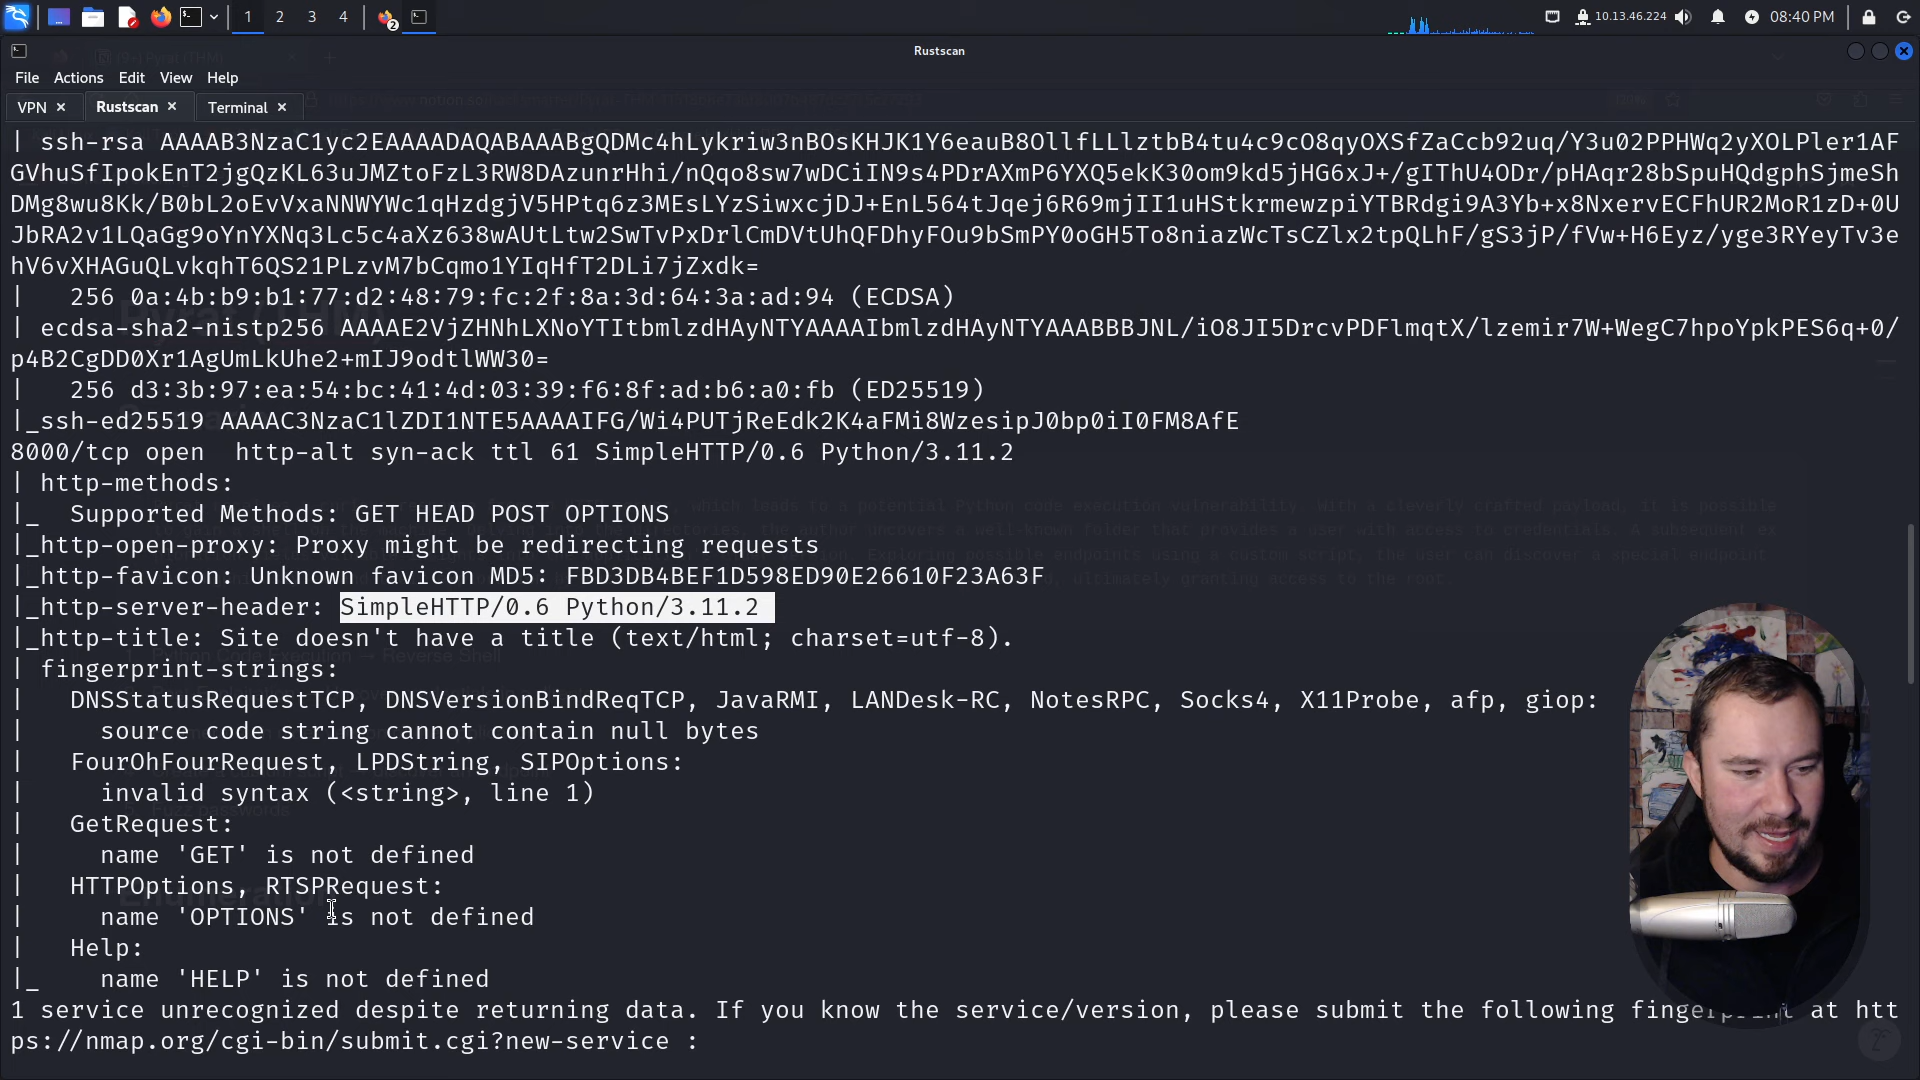 1 2 3 4 2 10.13.46.224 08:40 PM
Rustscan
File Actions Edit View Help
VPN Rustscan Terminal
| ssh-rsa AAAAB3NzaC1yc2EAAAADAQABAAABgQDMc4hLykriw3nBOsKHJK1Y6eauB8OllfLLlztbB4tu4c9cO8qyOXSfZaCcb92uq/Y3u02PPHWq2yXOLPler1AF
GVhuSfIpokEnT2jgQzKL63uJMZtoFzL3RW8DAzunrHhi/nQqo8sw7wDCiIN9s4PDrAXmP6YXQ5ekK30om9kd5jHG6xJ+/gIThU4ODr/pHAqr28bSpuHQdgphSjmeSh
DMg8wu8Kk/B0bL2oEvVxaNNWYWc1qHzdgjV5HPtq6z3MEsLYzSiwxcjDJ+EnL564tJqej6R69mjII1uHStkrmewzpiYTBRdgi9A3Yb+x8NxervECFhUR2MoR1zD+0U
JbRA2v1LQaGg9oYnYXNq3Lc5c4aXz638wAUtLtw2SwTvPxDrlCmDVtUhQFDhyFOu9bSmPY0oGH5To8niazWcTsCZlx2tpQLhF/gS3jP/fVw+H6Eyz/yge3RYeyTv3e
hV6vXHAGuQLvkqhT6QS21PLzvM7bCqmo1YIqHfT2DLi7jZxdk=
|   256 0a:4b:b9:b1:77:d2:48:79:fc:2f:8a:3d:64:3a:ad:94 (ECDSA)
| ecdsa-sha2-nistp256 AAAAE2VjZHNhLXNoYTItbmlzdHAyNTYAAAAIbmlzdHAyNTYAAABBBJNL/iO8JI5DrcvPDFlmqtX/lzemir7W+WegC7hpoYpkPES6q+0/
p4B2CgDD0Xr1AgUmLkUhe2+mIJ9odtlWW30=
|   256 d3:3b:97:ea:54:bc:41:4d:03:39:f6:8f:ad:b6:a0:fb (ED25519)
|_ssh-ed25519 AAAAC3NzaC1lZDI1NTE5AAAAIFG/Wi4PUTjReEdk2K4aFMi8WzesipJ0bp0iI0FM8AfE
8000/tcp open  http-alt syn-ack ttl 61 SimpleHTTP/0.6 Python/3.11.2
| http-methods:
|_  Supported Methods: GET HEAD POST OPTIONS
|_http-open-proxy: Proxy might be redirecting requests
|_http-favicon: Unknown favicon MD5: FBD3DB4BEF1D598ED90E26610F23A63F
|_http-server-header: SimpleHTTP/0.6 Python/3.11.2
|_http-title: Site doesn't have a title (text/html; charset=utf-8).
| fingerprint-strings:
|   DNSStatusRequestTCP, DNSVersionBindReqTCP, JavaRMI, LANDesk-RC, NotesRPC, Socks4, X11Probe, afp, giop:
|     source code string cannot contain null bytes
|   FourOhFourRequest, LPDString, SIPOptions:
|     invalid syntax (<string>, line 1)
|   GetRequest:
|     name 'GET' is not defined
|   HTTPOptions, RTSPRequest:
|     name 'OPTIONS' is not defined
|   Help:
|_    name 'HELP' is not defined
1 service unrecognized despite returning data. If you know the service/version, please submit the following fingerprint at htt
ps://nmap.org/cgi-bin/submit.cgi?new-service :